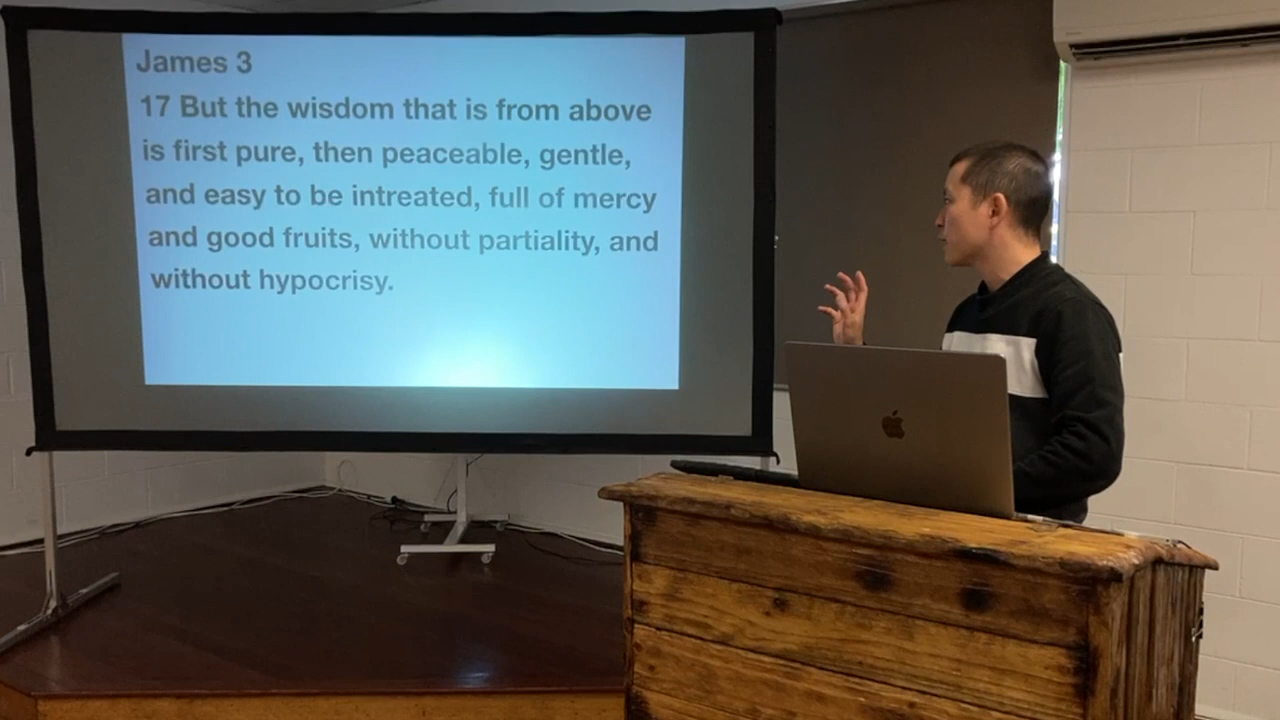 James 3
17 But the wisdom that is from above
is first pure, then peaceable, gentle,
and easy to be intreated, full of mercy
and good fruits, without partiality, and
without hypocrisy.